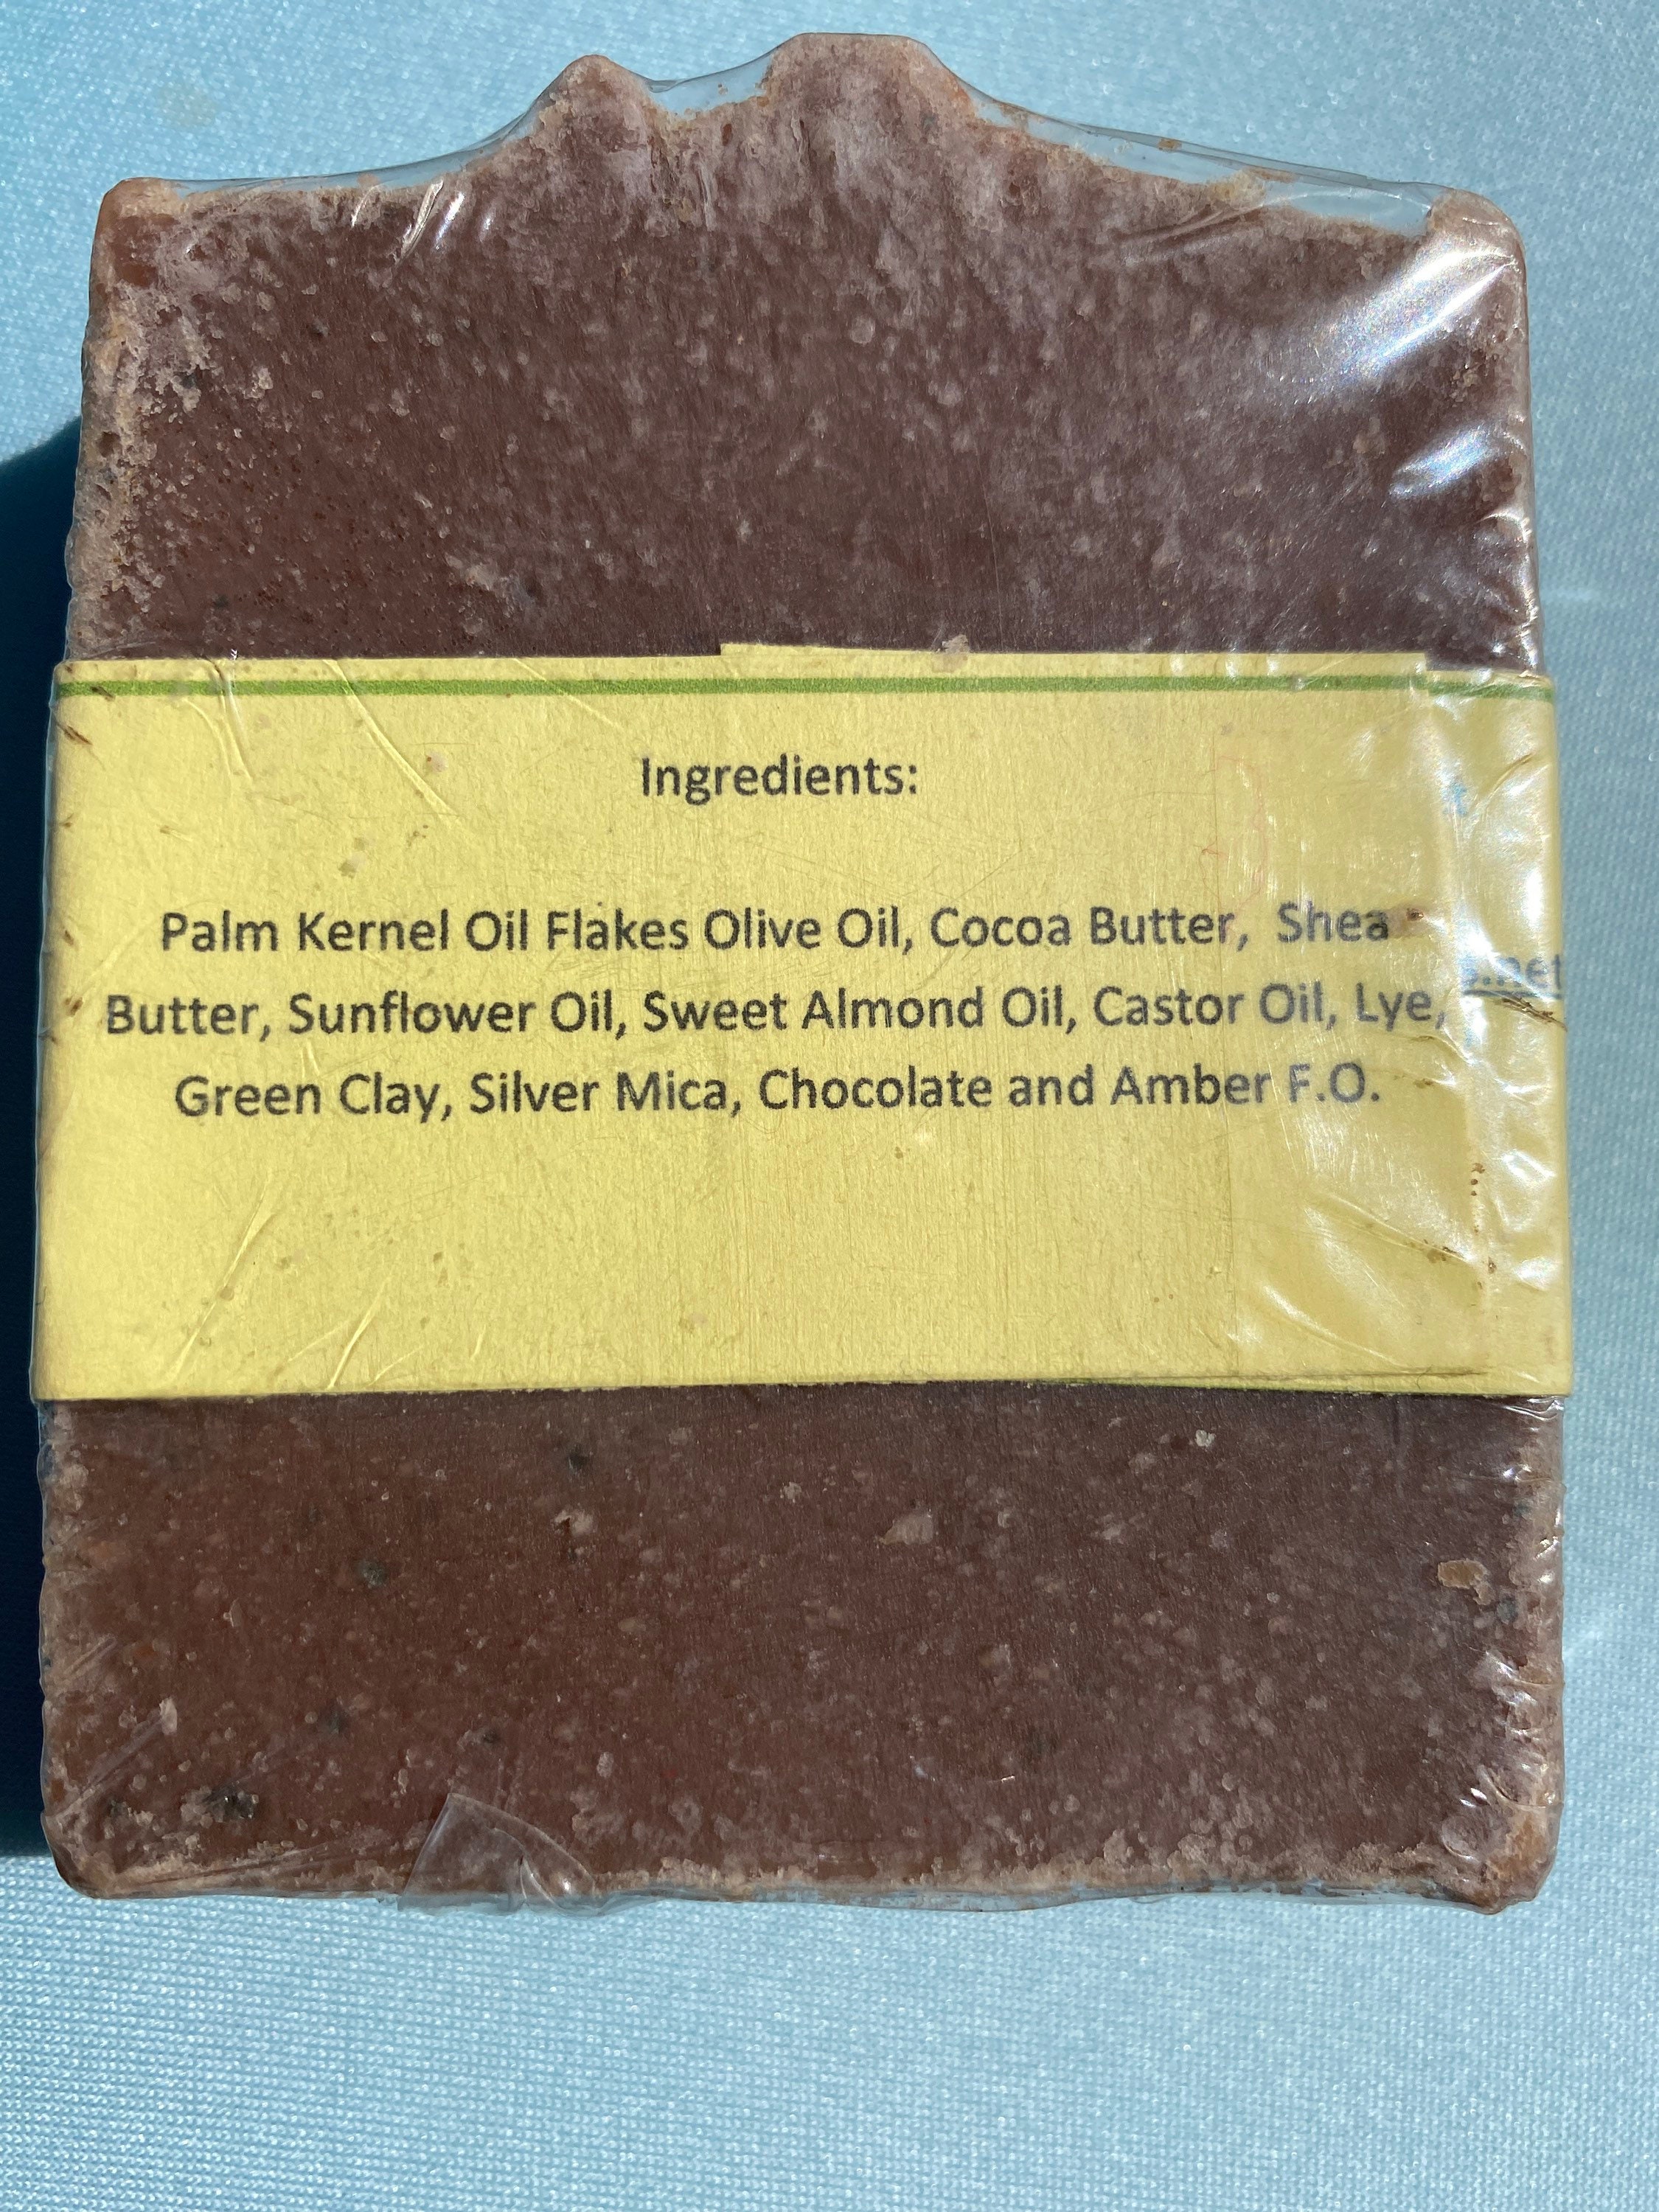 Ingredients:
Palm Kernel Oil Flakes Olive Oil, Cocoa Butter, Shea
Butter, Sunflower Oil, Sweet Almond Oil, Castor Oil, Lye,
Green Clay, Silver Mica, Chocolate and Amber F.O.
.net